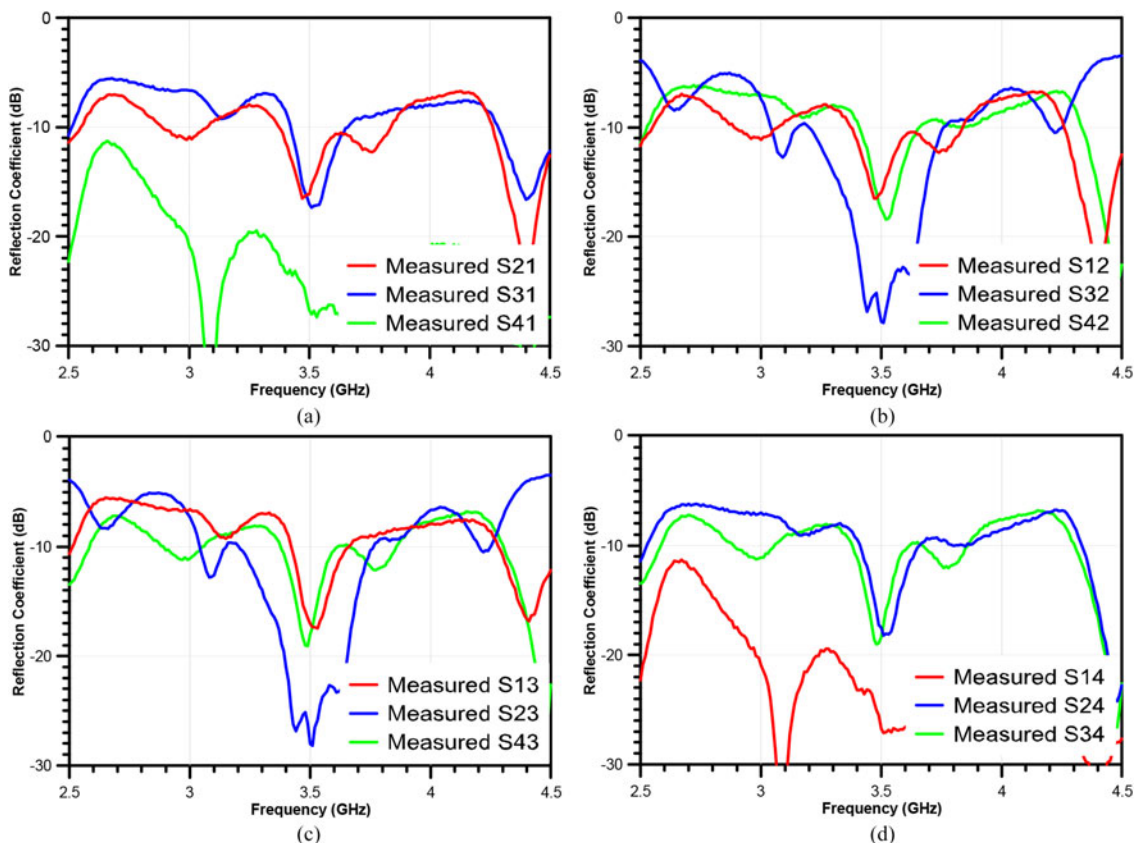 0
-10
-20
-30
Reflection Coefficient (dB)
Measured S21
Measured S31
Measured S41
2.5 3 3.5 4 4.5
Frequency (GHz)
(a)
0
-10
-20
-30
Reflection Coefficient (dB)
Measured S12
Measured S32
Measured S42
2.5 3 3.5 4 4.5
Frequency (GHz)
(b)
0
-10
-20
-30
Reflection Coefficient (dB)
Measured S13
Measured S23
Measured S43
2.5 3 3.5 4 4.5
Frequency (GHz)
(c)
0
-10
-20
-30
Reflection Coefficient (dB)
Measured S14
Measured S24
Measured S34
2.5 3 3.5 4 4.5
Frequency (GHz)
(d)